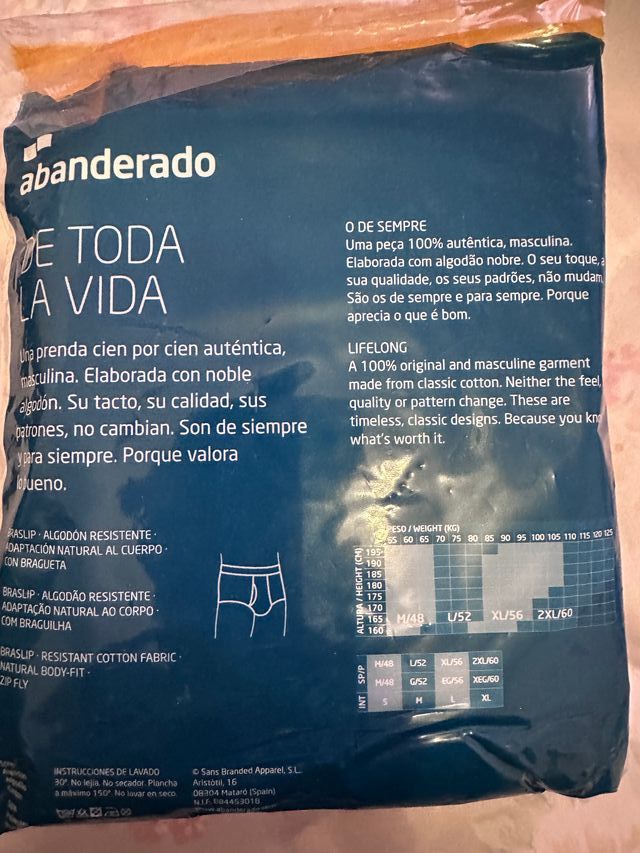 abanderado
DE TODA
LA VIDA
Una prenda cien por cien auténtica,
masculina. Elaborada con noble
algodón. Su tacto, su calidad, sus
patrones, no cambian. Son de siempre
y para siempre. Porque valora
lo bueno.
O DE SEMPRE
Uma peça 100% autêntica, masculina.
Elaborada com algodão nobre. O seu toque, a
sua qualidade, os seus padrões, não mudam.
São os de sempre e para sempre. Porque
aprecia o que é bom.
LIFELONG
A 100% original and masculine garment
made from classic cotton. Neither the feel,
quality or pattern change. These are
timeless, classic designs. Because you kno
what's worth it.
BRASLIP · ALGODÓN RESISTENTE ·
ADAPTACIÓN NATURAL AL CUERPO ·
CON BRAGUETA
BRASLIP · ALGODÃO RESISTENTE ·
ADAPTAÇÃO NATURAL AO CORPO ·
COM BRAGUILHA
BRASLIP · RESISTANT COTTON FABRIC ·
NATURAL BODY-FIT ·
ZIP FLY
PESO / WEIGHT (KG)
55 60 65 70 75 80 85 90 95 100 105 110 115 120 125
ALTURA / HEIGHT (CM)
195
190
185
180
175
170
165 M/48 L/52 XL/56 2XL/60
160
SP/P M/48 L/52 XL/56 2XL/60
M/48 G/52 EG/56 XEG/60
INT S M L XL
INSTRUCCIONES DE LAVADO
30º. No lejía. No secador. Plancha
a máximo 150º. No lavar en seco.
© Sans Branded Apparel, S.L.
Aristòtil, 16
08304 Mataró (Spain)
N.I.F. B84453018
www.abanderado